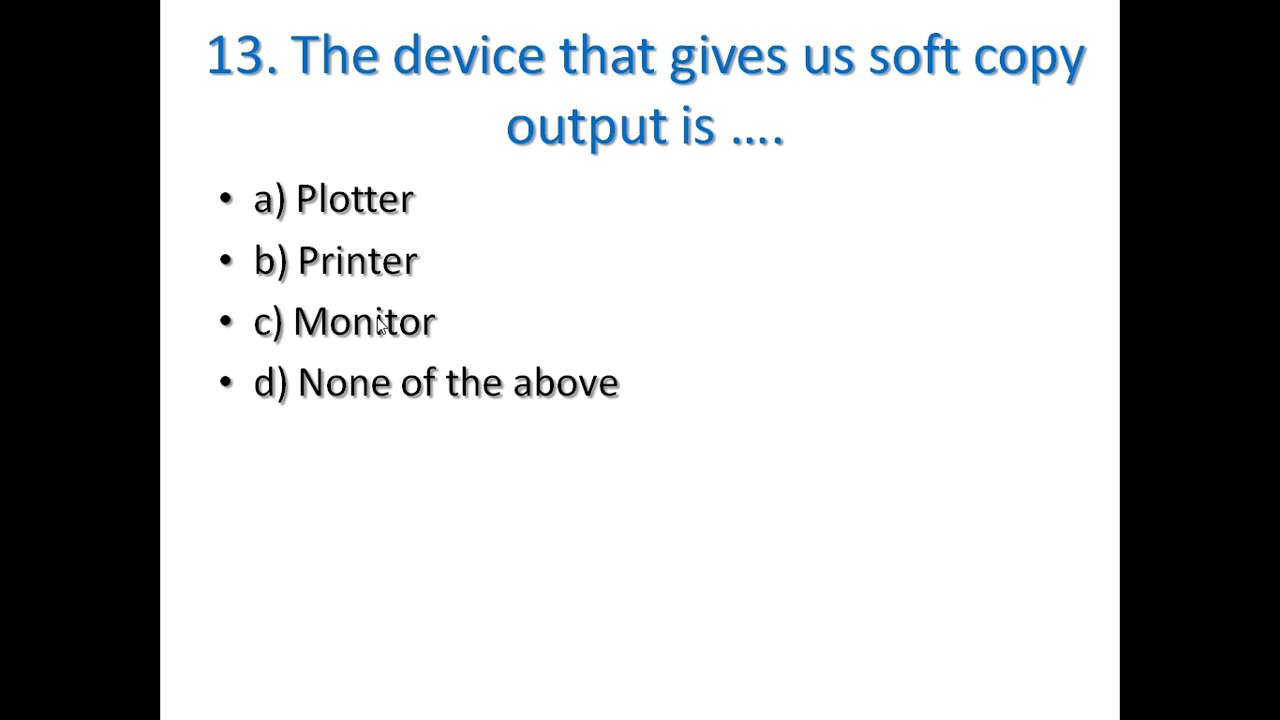 13. The device that gives us soft copy
output is ....
• a) Plotter
• b) Printer
• c) Monitor
• d) None of the above